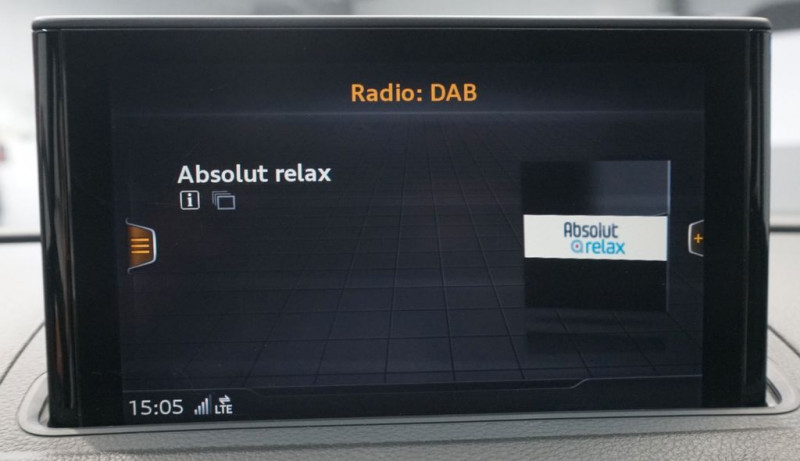 Radio: DAB
Absolut relax
i
Absolut
relax
+
15:05 LTE